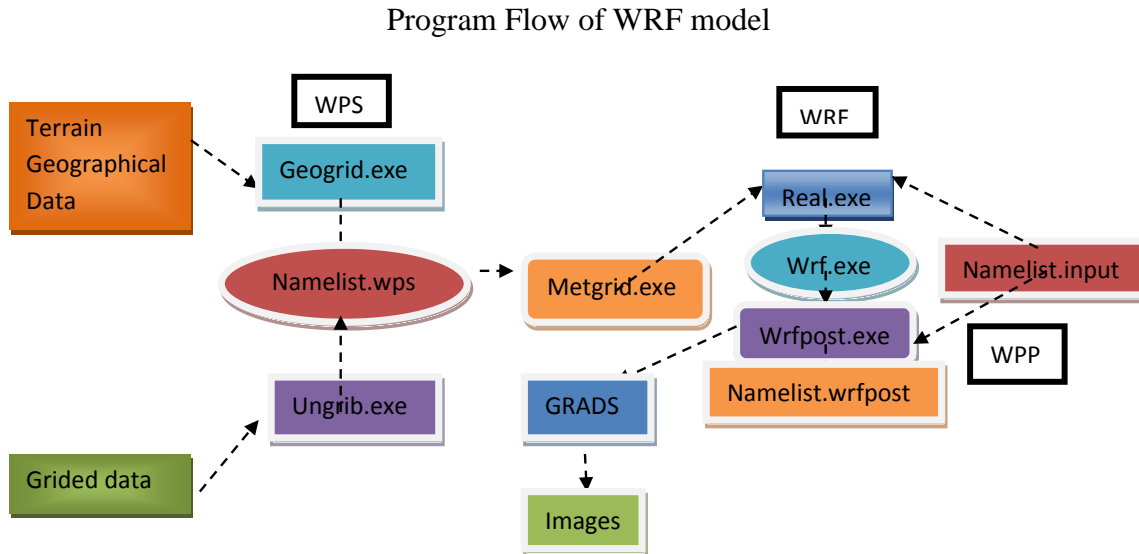 Program Flow of WRF model
WPS
WRF
Terrain
Geographical
Data
Geogrid.exe
Real.exe
Namelist.wps
Metgrid.exe
Wrf.exe
Namelist.input
Wrfpost.exe
WPP
Ungrib.exe
GRADS
Namelist.wrfpost
Grided data
Images